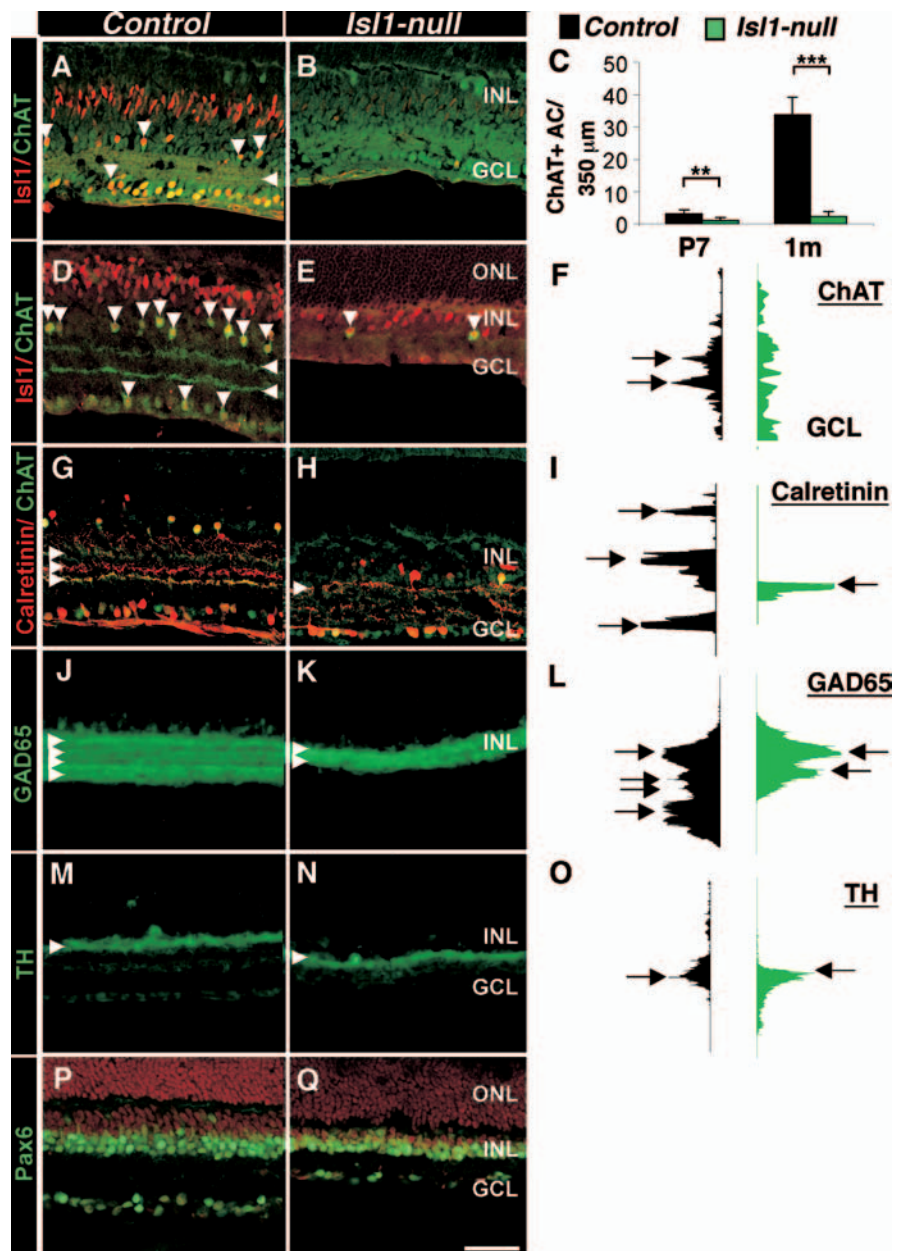 Control Isl1-null
Control Isl1-null
Isl1/ChAT
A
B
INL
GCL
C
ChAT+ AC/
350 µm
50
40
30
20
10
0
**
***
P7 1m
Isl1/ChAT
D
E
ONL
INL
GCL
F
ChAT
GCL
Calretinin/ChAT
G
H
INL
GCL
I
Calretinin
GAD65
J
K
INL
L
GAD65
TH
M
N
INL
GCL
O
TH
Pax6
P
Q
ONL
INL
GCL